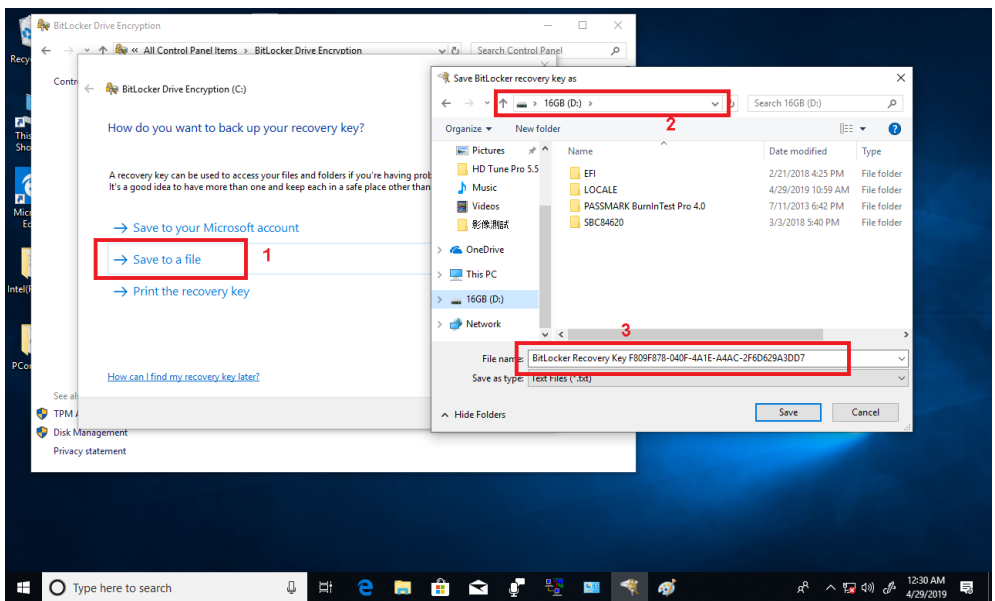 BitLocker Drive Encryption
All Control Panel Items > BitLocker Drive Encryption
Search Control Panel
BitLocker Drive Encryption (C:)
How do you want to back up your recovery key?
A recovery key can be used to access your files and folders if you're having
It's a good idea to have more than one and keep each in a safe place other than
→ Save to your Microsoft account
→ Save to a file
1
→ Print the recovery key
How can I find my recovery key later?
See
TPM
Disk Management
Privacy statement
Save BitLocker recovery key as
16GB (D:)
Search 16GB (D:)
2
Organize
New folder
Pictures
HD Tune Pro 5.5
Music
Videos
影像測試
OneDrive
This PC
16GB (D:)
Network
Name
Date modified
Type
EFI
2/21/2018 4:25 PM
File folder
LOCALE
4/29/2019 10:59 AM
File folder
PASSMARK BurnInTest Pro 4.0
7/11/2013 6:42 PM
File folder
SBC84620
3/3/2018 5:40 PM
File folder
3
File name:
BitLocker Recovery Key F809F878-040F-4A1E-A4AC-2F6D629A3DD7
Save as type:
Text Files (*.txt)
Hide Folders
Save
Cancel
Type here to search
12:30 AM
4/29/2019